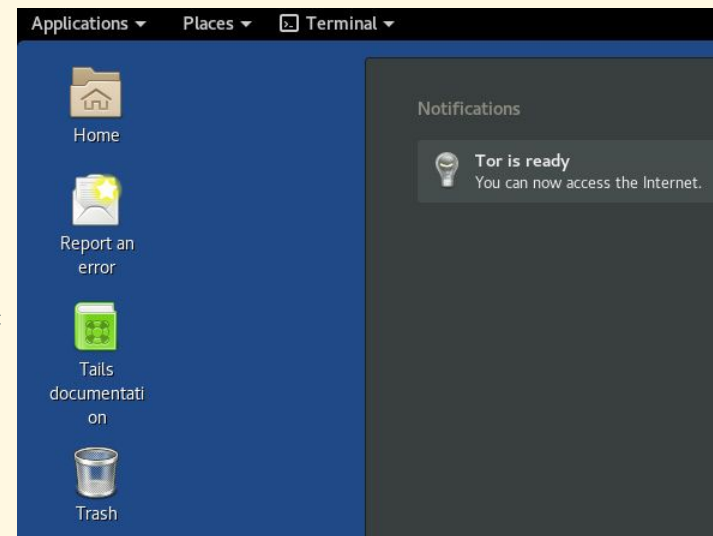 Applications Places Terminal
Home
Report an
error
Tails
documentati
on
Trash
Notifications
Tor is ready
You can now access the Internet.